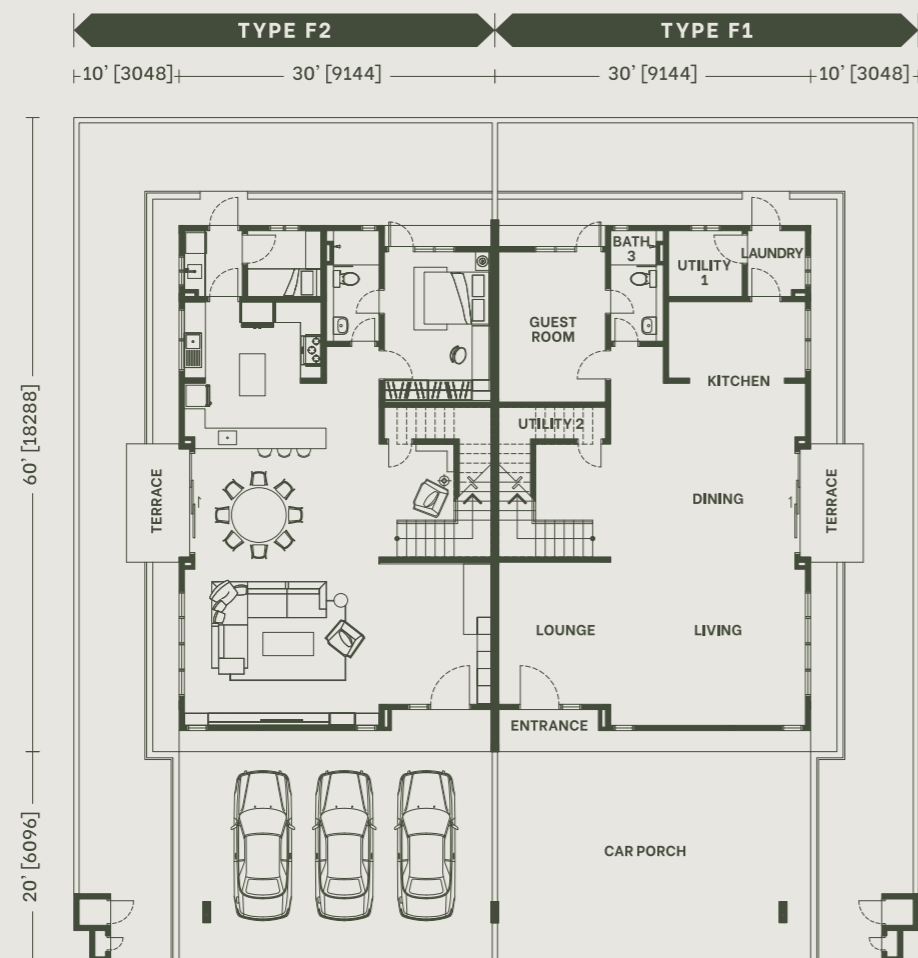 TYPE F2
TYPE F1
10' [3048]
30' [9144]
30' [9144]
10' [3048]
60' [18288]
20' [6096]
BATH
3
UTILITY
1
LAUNDRY
GUEST
ROOM
KITCHEN
UTILITY 2
TERRACE
DINING
TERRACE
LOUNGE
LIVING
ENTRANCE
CAR PORCH